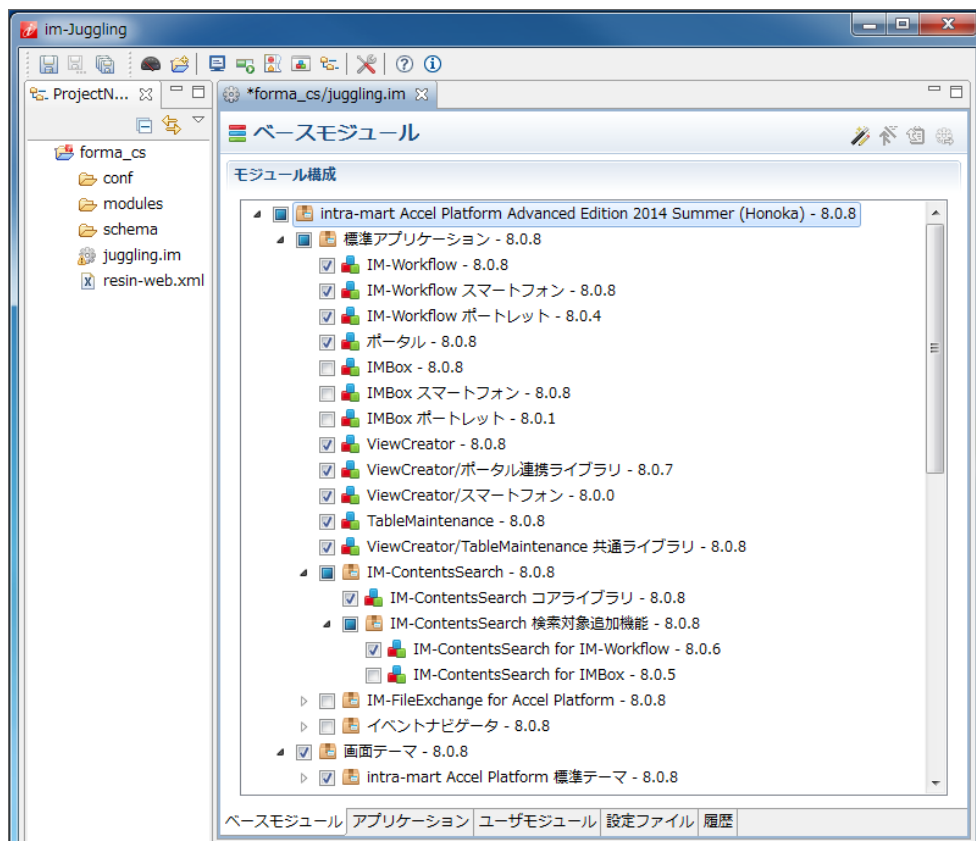 im-Juggling
ProjectN...
*forma_cs/juggling.im
forma_cs
conf
modules
schema
juggling.im
resin-web.xml
ベースモジュール
モジュール構成
intra-mart Accel Platform Advanced Edition 2014 Summer (Honoka) - 8.0.8
標準アプリケーション - 8.0.8
IM-Workflow - 8.0.8
IM-Workflow スマートフォン - 8.0.8
IM-Workflow ポートレット - 8.0.4
ポータル - 8.0.8
IMBox - 8.0.8
IMBox スマートフォン - 8.0.8
IMBox ポートレット - 8.0.1
ViewCreator - 8.0.8
ViewCreator/ポータル連携ライブラリ - 8.0.7
ViewCreator/スマートフォン - 8.0.0
TableMaintenance - 8.0.8
ViewCreator/TableMaintenance 共通ライブラリ - 8.0.8
IM-ContentsSearch - 8.0.8
IM-ContentsSearch コアライブラリ - 8.0.8
IM-ContentsSearch 検索対象追加機能 - 8.0.8
IM-ContentsSearch for IM-Workflow - 8.0.6
IM-ContentsSearch for IMBox - 8.0.5
IM-FileExchange for Accel Platform - 8.0.8
イベントナビゲータ - 8.0.8
画面テーマ - 8.0.8
intra-mart Accel Platform 標準テーマ - 8.0.8
ベースモジュール アプリケーション ユーザモジュール 設定ファイル 履歴